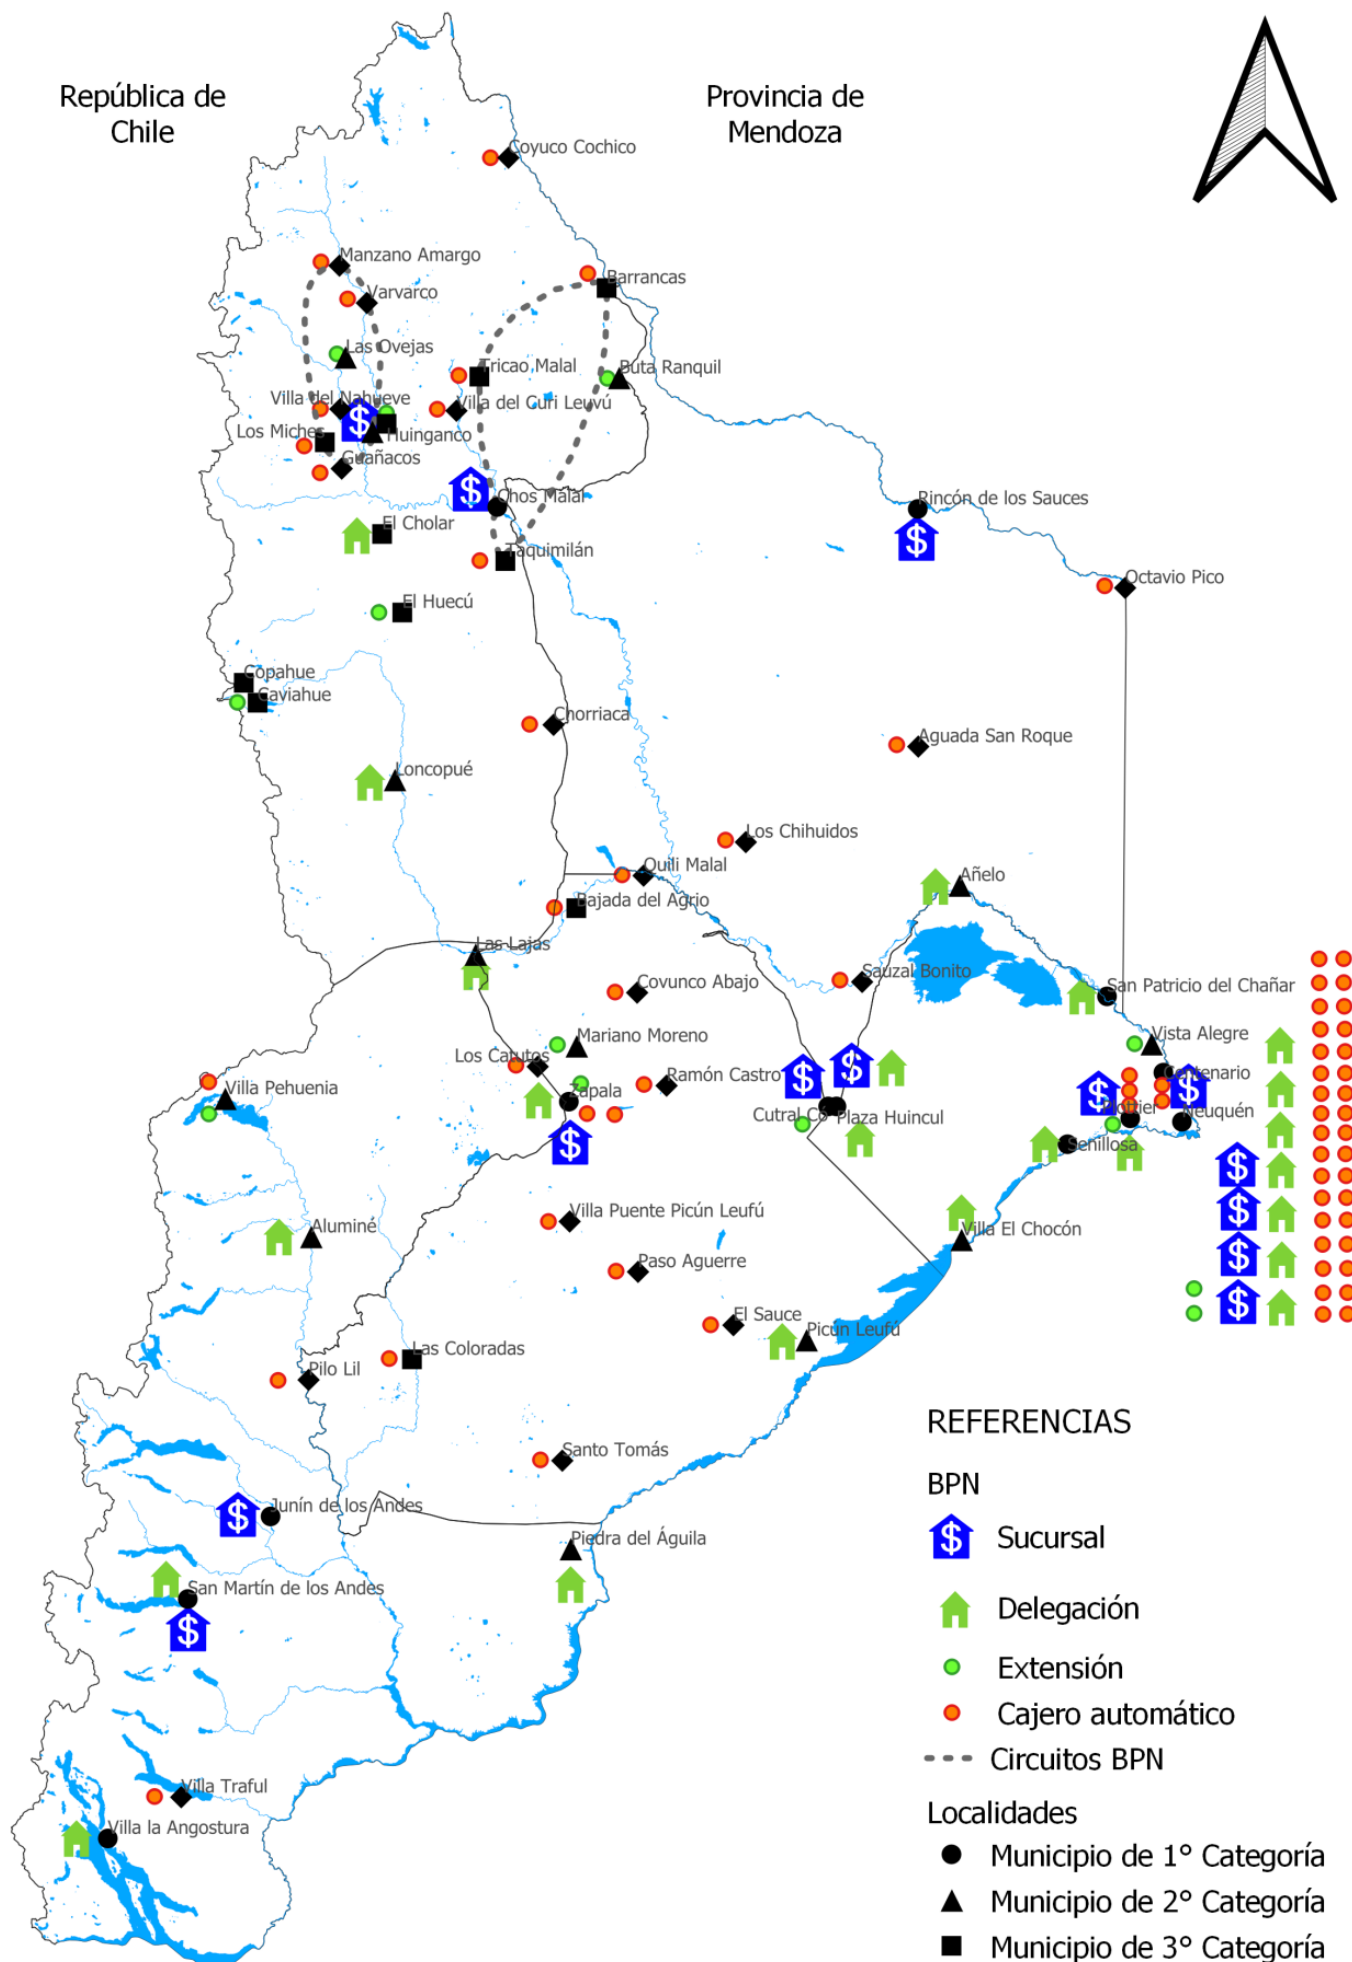 República de
Chile
Provincia de
Mendoza
Coyuco Cochico
Manzano Amargo
Barrancas
Varvarco
Las Ovejas
Tricao Malal
Buta Ranquil
Villa del Nahueve
Villa del Curi Leuvú
Los Miches
Huinganco
Guañacos
Chos Malal
Rincón de los Sauces
El Cholar
Taquimilán
Octavio Pico
El Huecú
Copahue
Caviahue
Chorriaca
Aguada San Roque
Loncopué
Los Chihuidos
Quili Malal
Añelo
Bajada del Agrio
Las Lajas
Sauzal Bonito
Covunco Abajo
San Patricio del Chañar
Mariano Moreno
Vista Alegre
Los Catutos
Ramón Castro
Centenario
Villa Pehuenia
Zapala
Cutral Có
Plaza Huincul
Plottier
Neuquén
Senillosa
Villa Puente Picún Leufú
Aluminé
Villa El Chocón
Paso Aguerre
El Sauce
Picún Leufú
Las Coloradas
Pilo Lil
Santo Tomás
Junín de los Andes
Piedra del Águila
San Martín de los Andes
Villa Traful
Villa la Angostura
REFERENCIAS
BPN
Sucursal
Delegación
Extensión
Cajero automático
Circuitos BPN
Localidades
Municipio de 1° Categoría
Municipio de 2° Categoría
Municipio de 3° Categoría